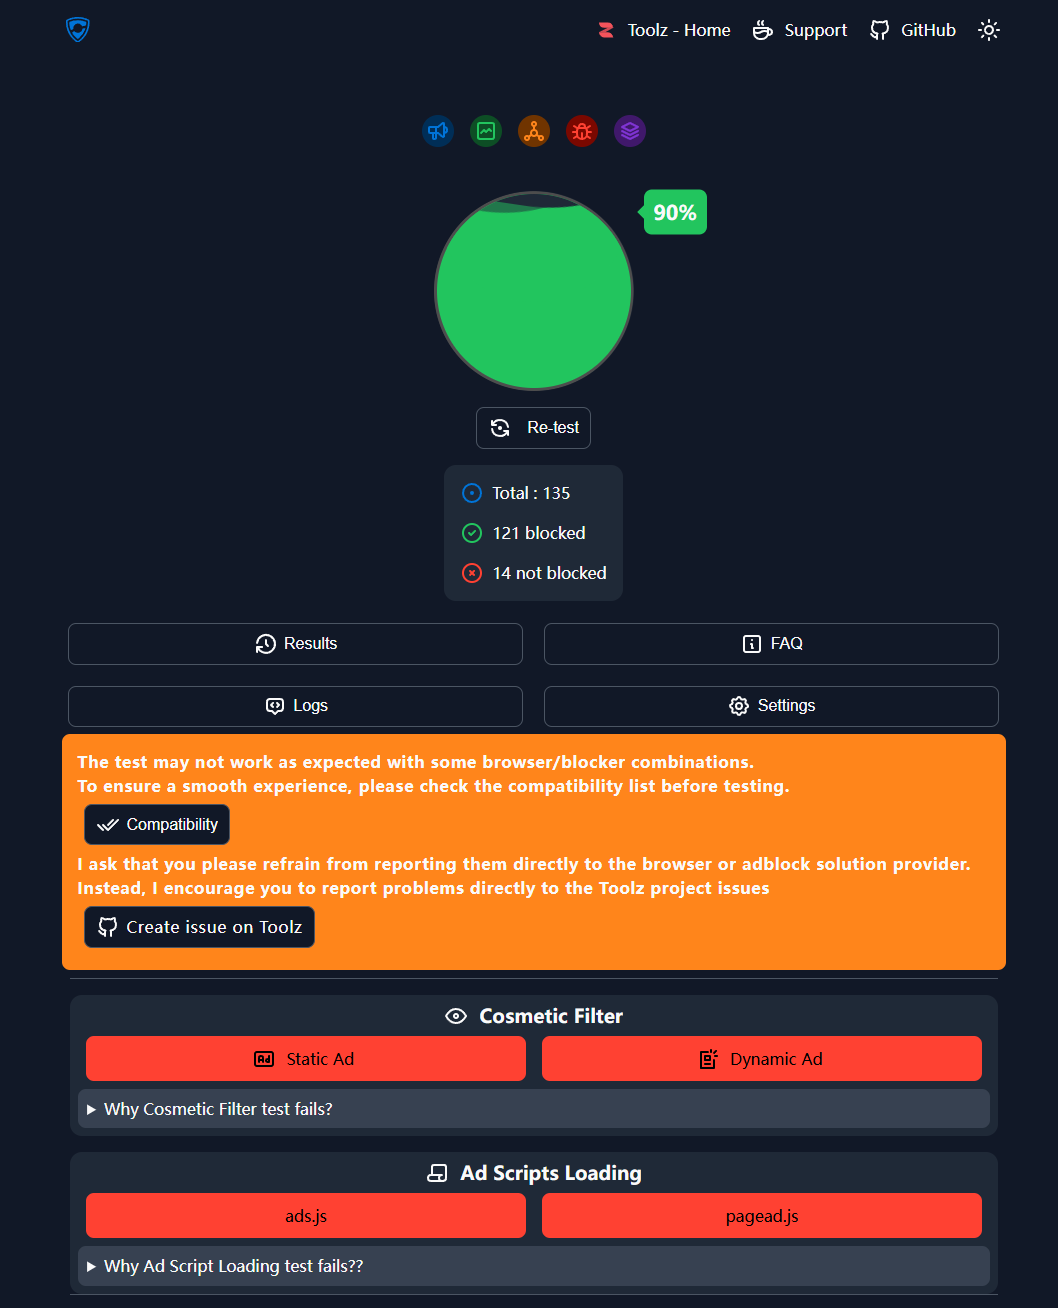 Toolz - Home
Support
GitHub
90%
Re-test
Total : 135
121 blocked
14 not blocked
Results
FAQ
Logs
Settings
The test may not work as expected with some browser/blocker combinations.
To ensure a smooth experience, please check the compatibility list before testing.
Compatibility
I ask that you please refrain from reporting them directly to the browser or adblock solution provider.
Instead, I encourage you to report problems directly to the Toolz project issues
Create issue on Toolz
Cosmetic Filter
Ad Static Ad
Dynamic Ad
Why Cosmetic Filter test fails?
Ad Scripts Loading
ads.js
pagead.js
Why Ad Script Loading test fails??